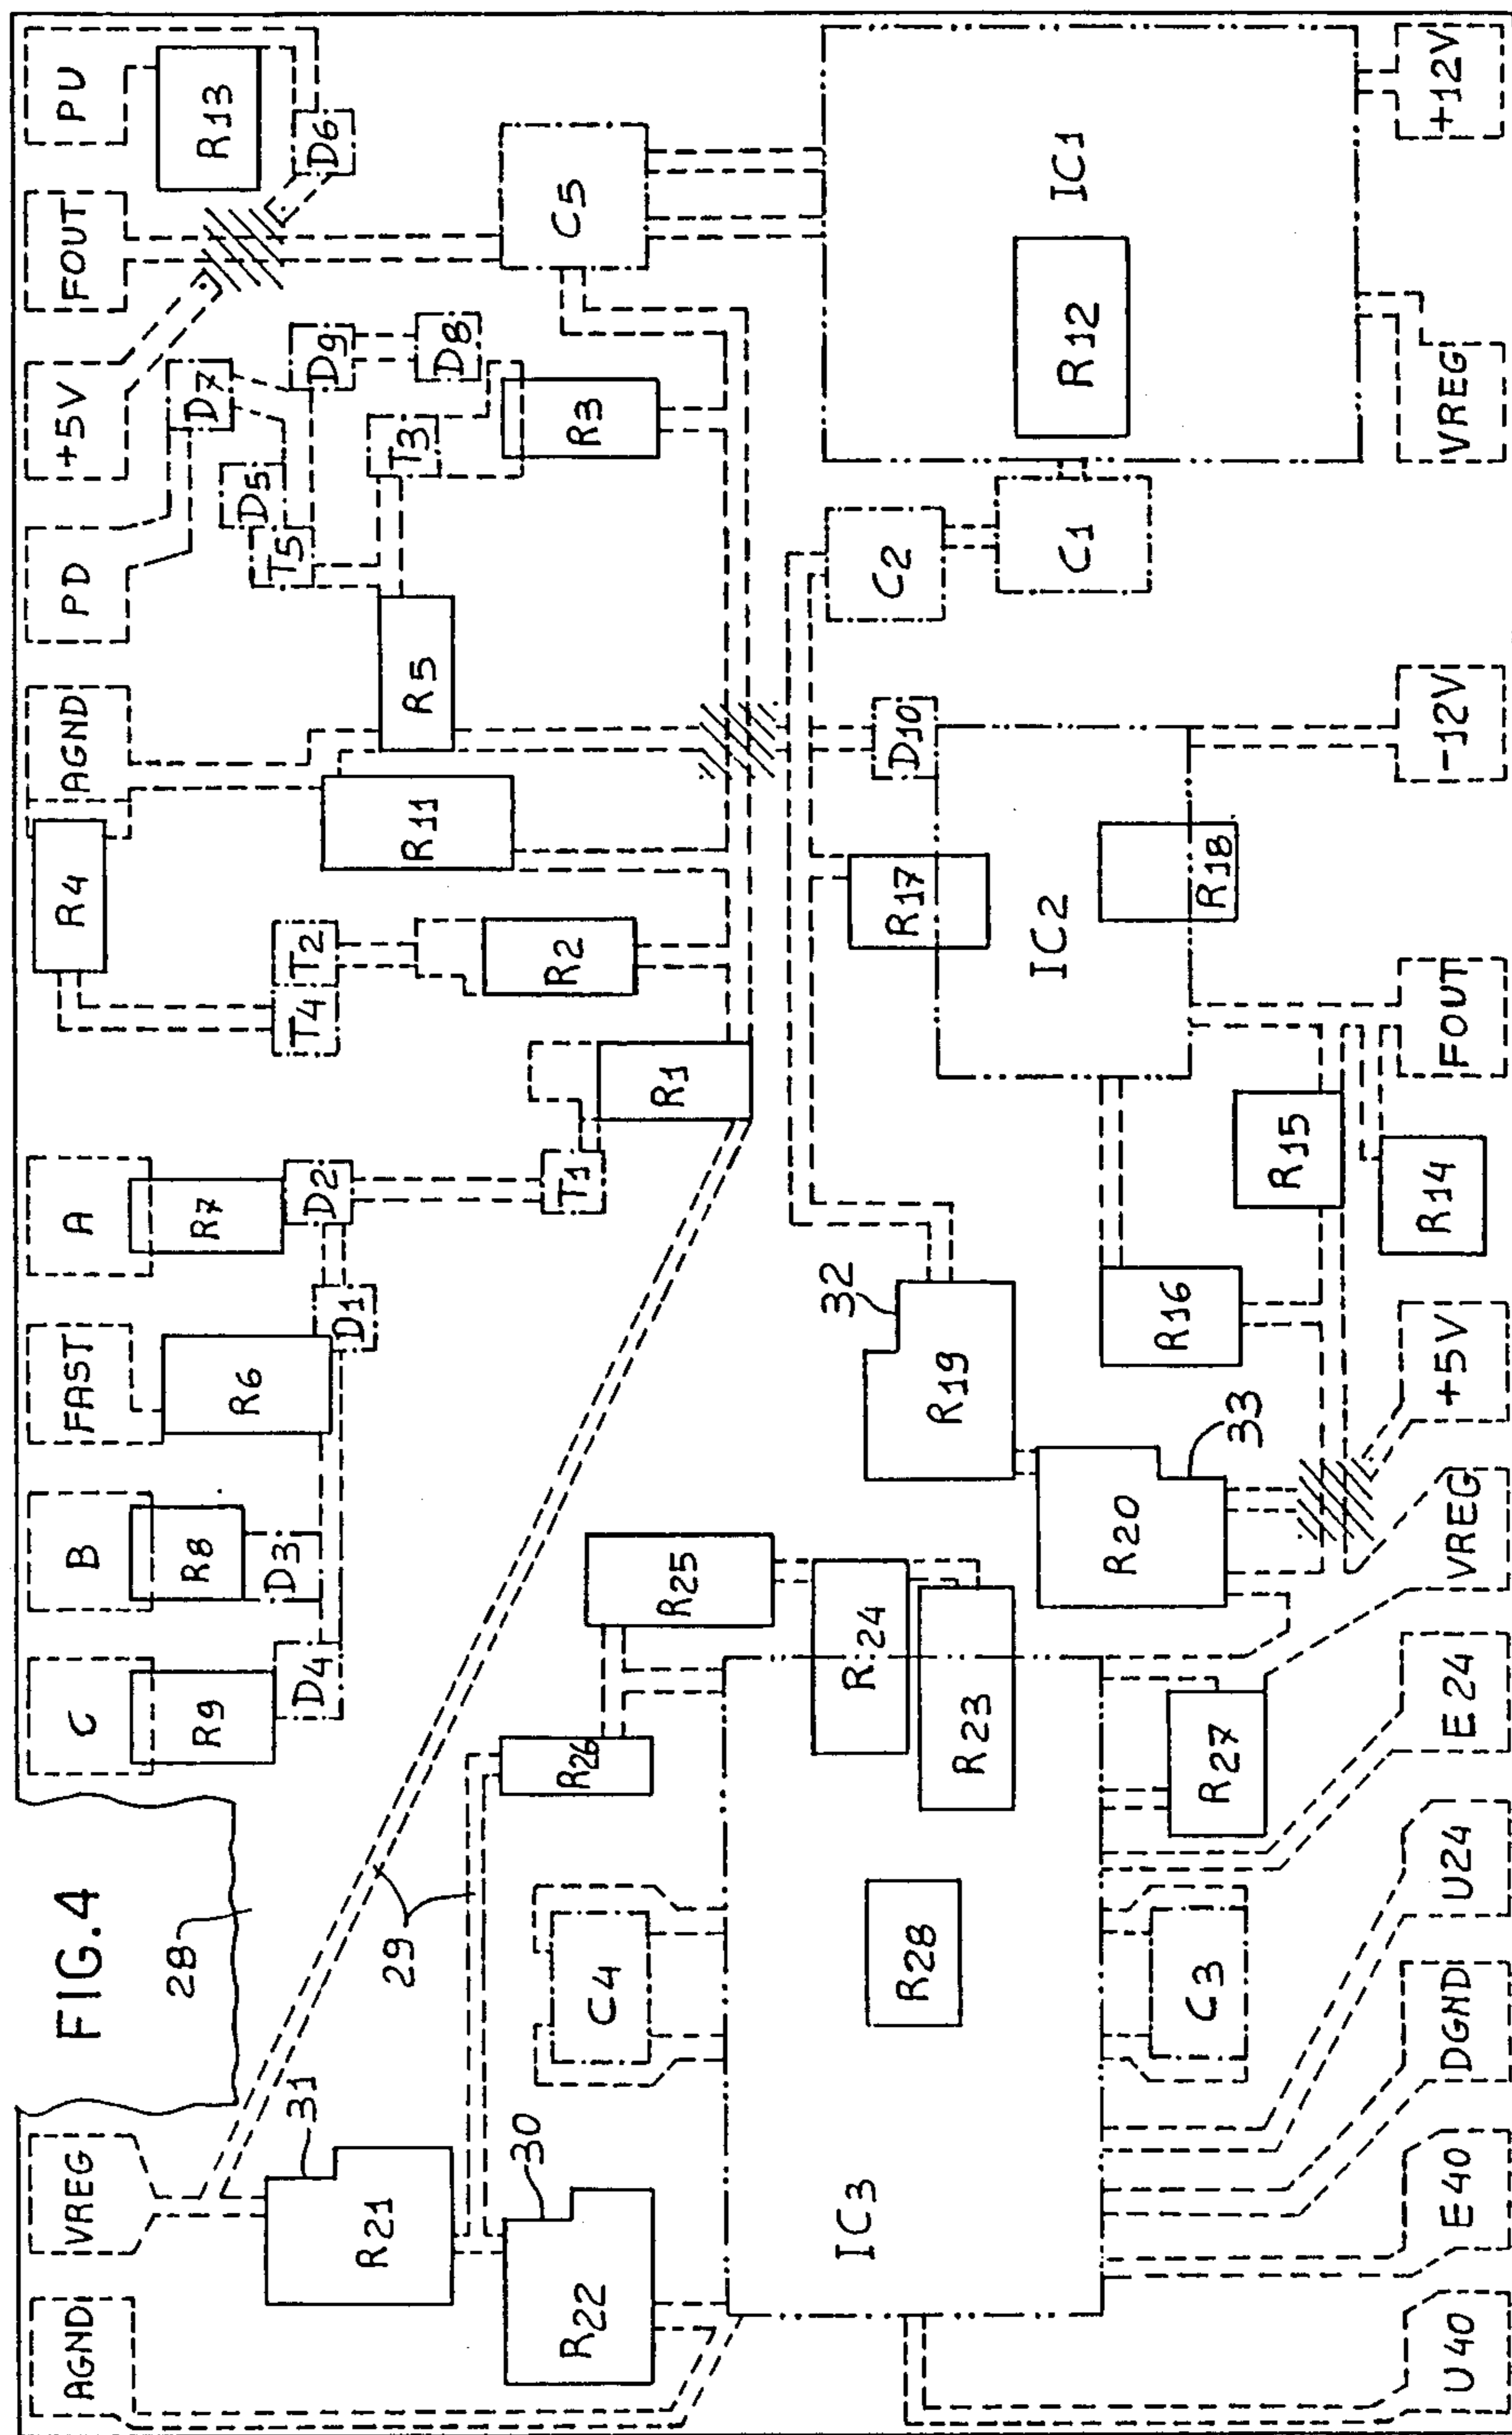 FIG.4
28
AGND
VREG
C
B
FAST
A
AGND
PD
+5V
FOUT
PU
R4
R13
R9
R8
R6
R7
D4
D3
D1
D2
T4
T2
T5
D5
D7
D6
D9
D8
31
R21
29
R11
R5
T3
30
R22
R26
C4
R25
T1
R1
R2
R3
C5
IC3
R28
R24
R23
32
R19
R17
D10
C2
C1
IC1
R12
R20
33
IC2
R16
R18
C3
R27
R15
R14
U40
E40
DGND
U24
E24
VREG
+5V
FOUT
-12V
VREG
+12V